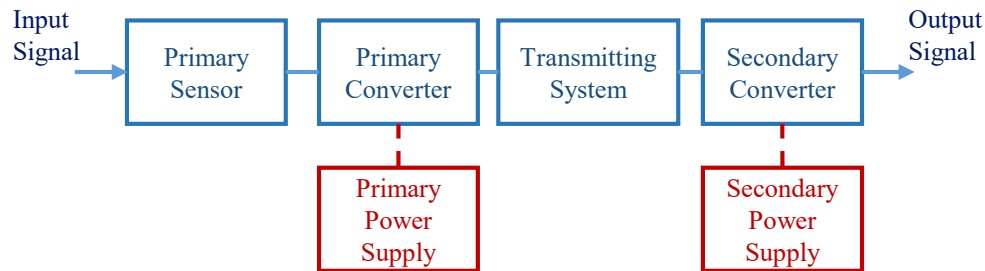 Input
Signal
Primary
Sensor
Primary
Converter
Transmitting
System
Secondary
Converter
Output
Signal
Primary
Power
Supply
Secondary
Power
Supply